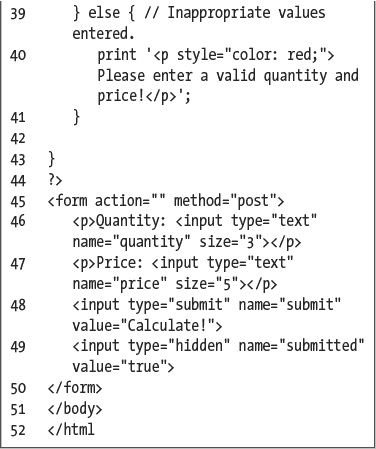 39 } else { // Inappropriate values
entered.
40 print '<p style="color: red;">
Please enter a valid quantity and
price!</p>';
41 }
42
43 }
44 ?>
45 <form action="" method="post">
46 <p>Quantity: <input type="text"
name="quantity" size="3"></p>
47 <p>Price: <input type="text"
name="price" size="5"></p>
48 <input type="submit" name="submit"
value="Calculate!">
49 <input type="hidden" name="submitted"
value="true">
50 </form>
51 </body>
52 </html